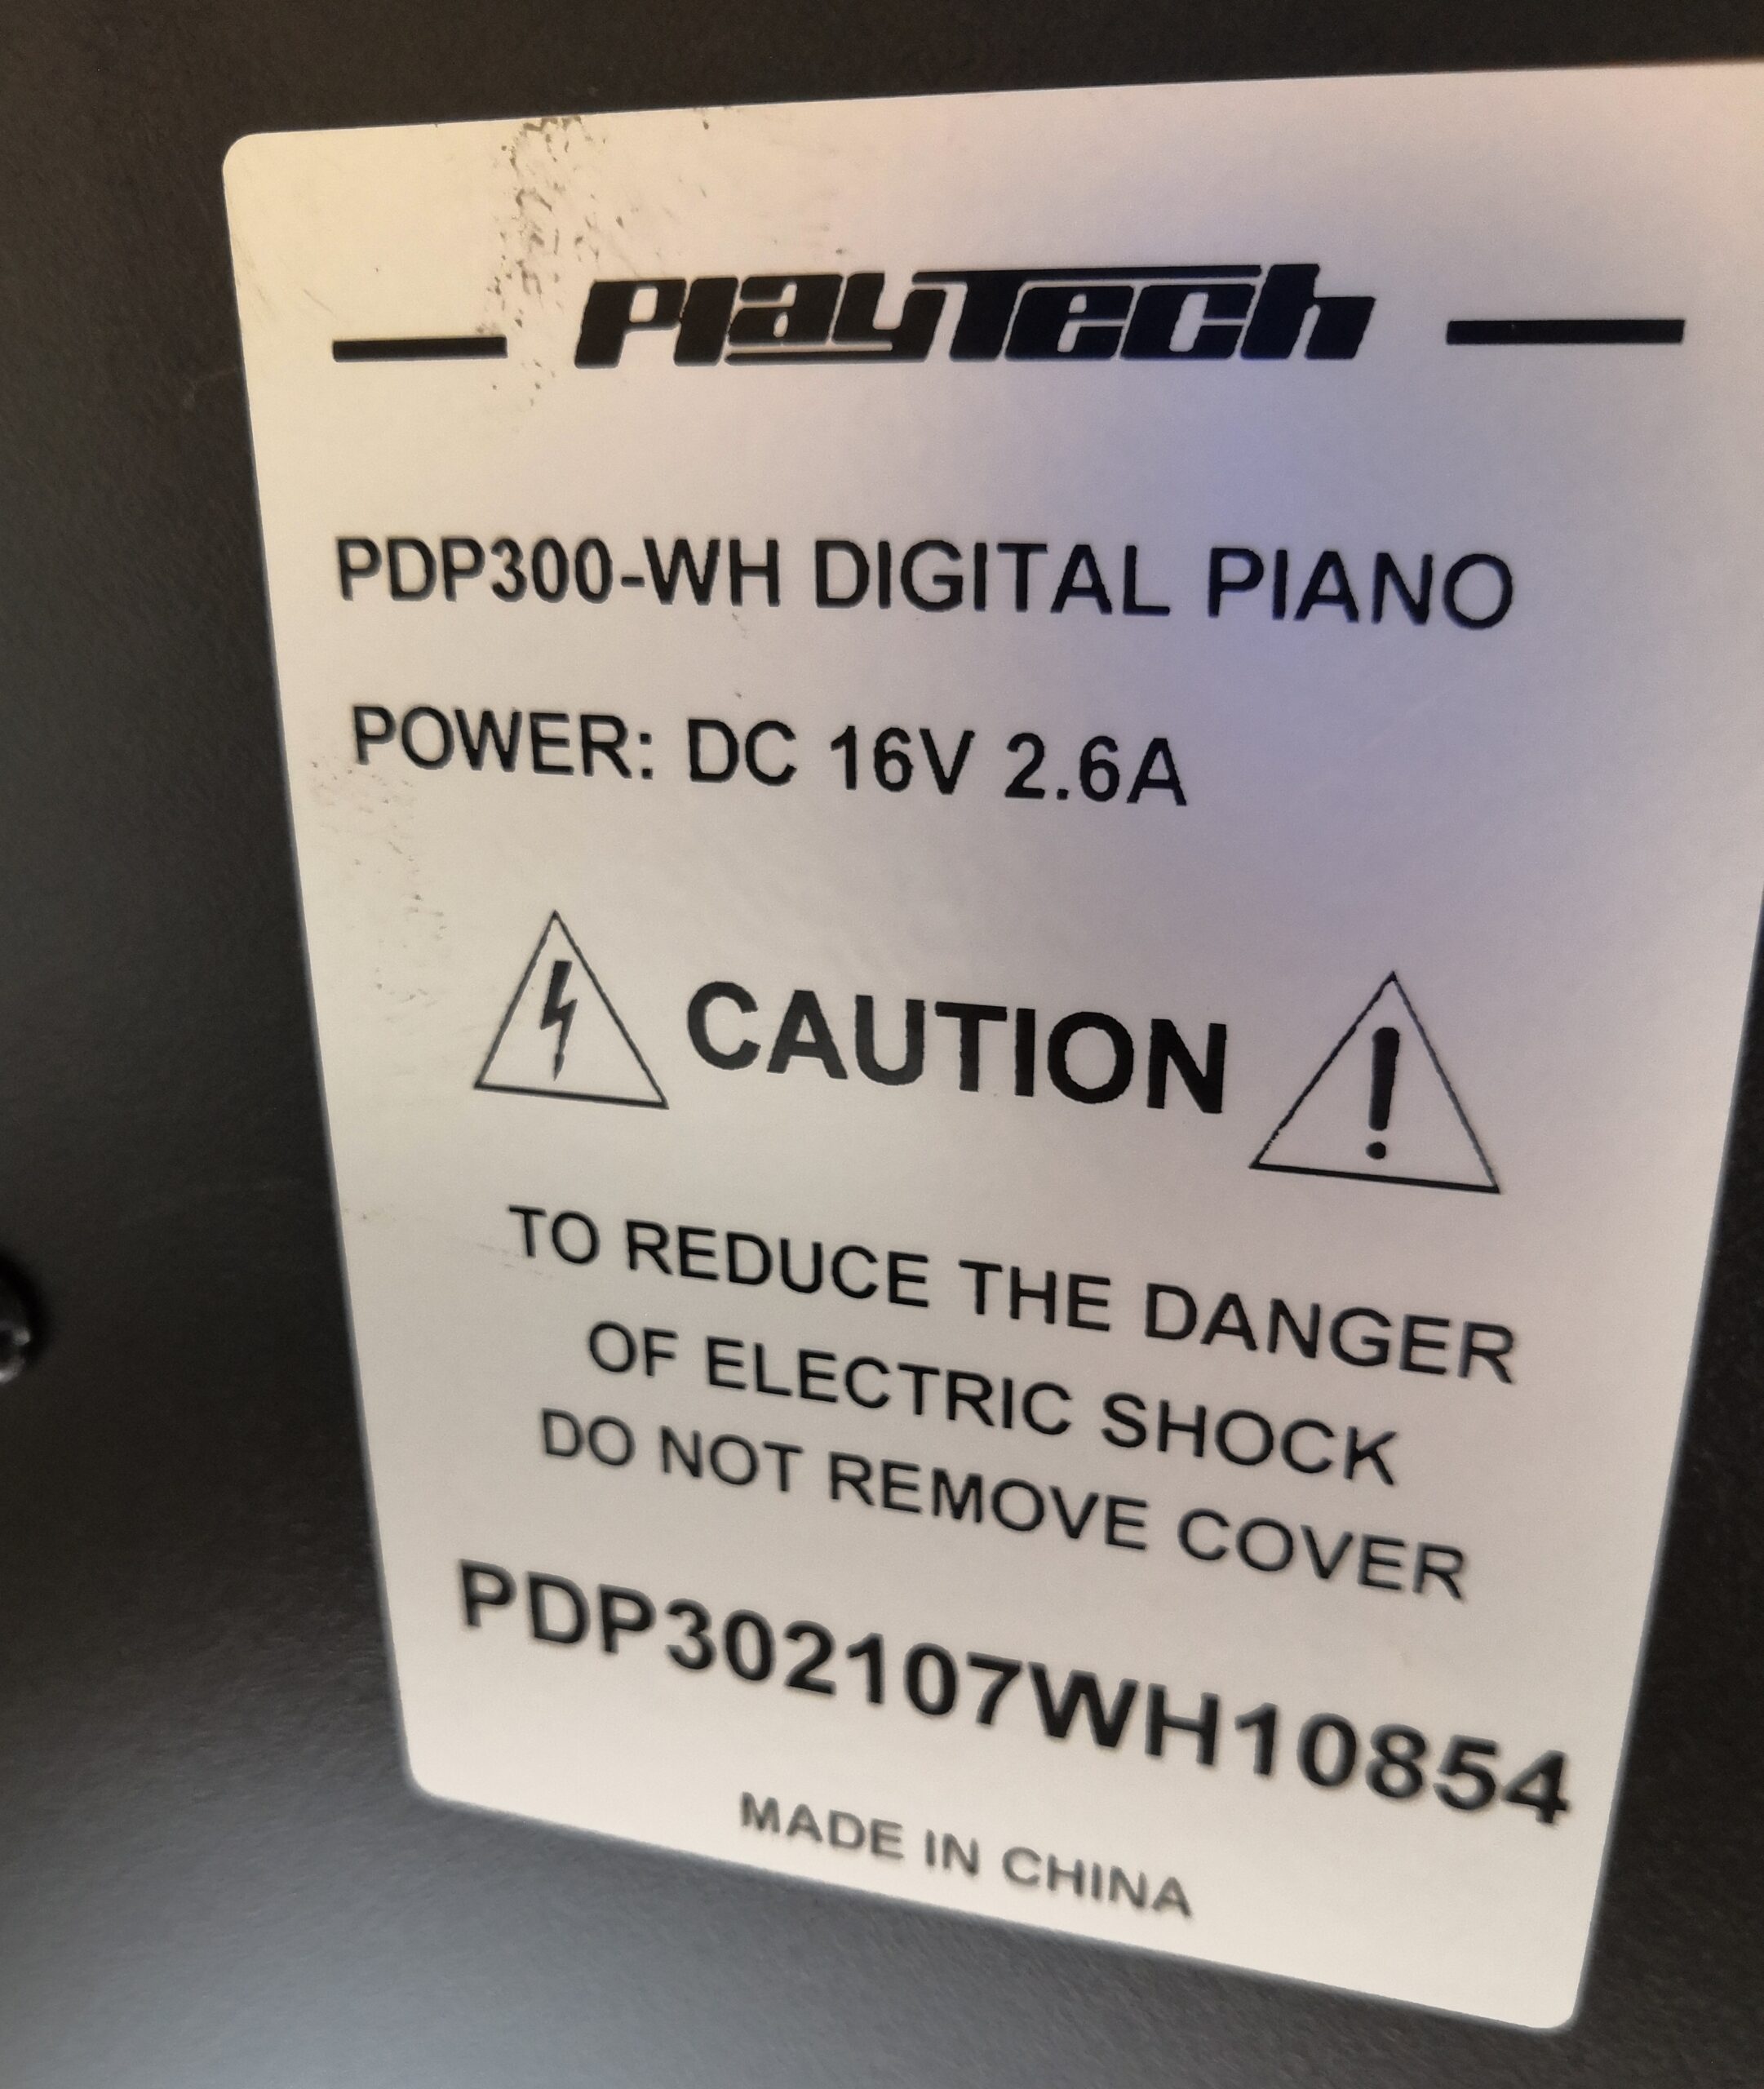 PlayTech
PDP300-WH DIGITAL PIANO
POWER: DC 16V 2.6A
CAUTION !
TO REDUCE THE DANGER
OF ELECTRIC SHOCK
DO NOT REMOVE COVER
PDP302107WH10854
MADE IN CHINA